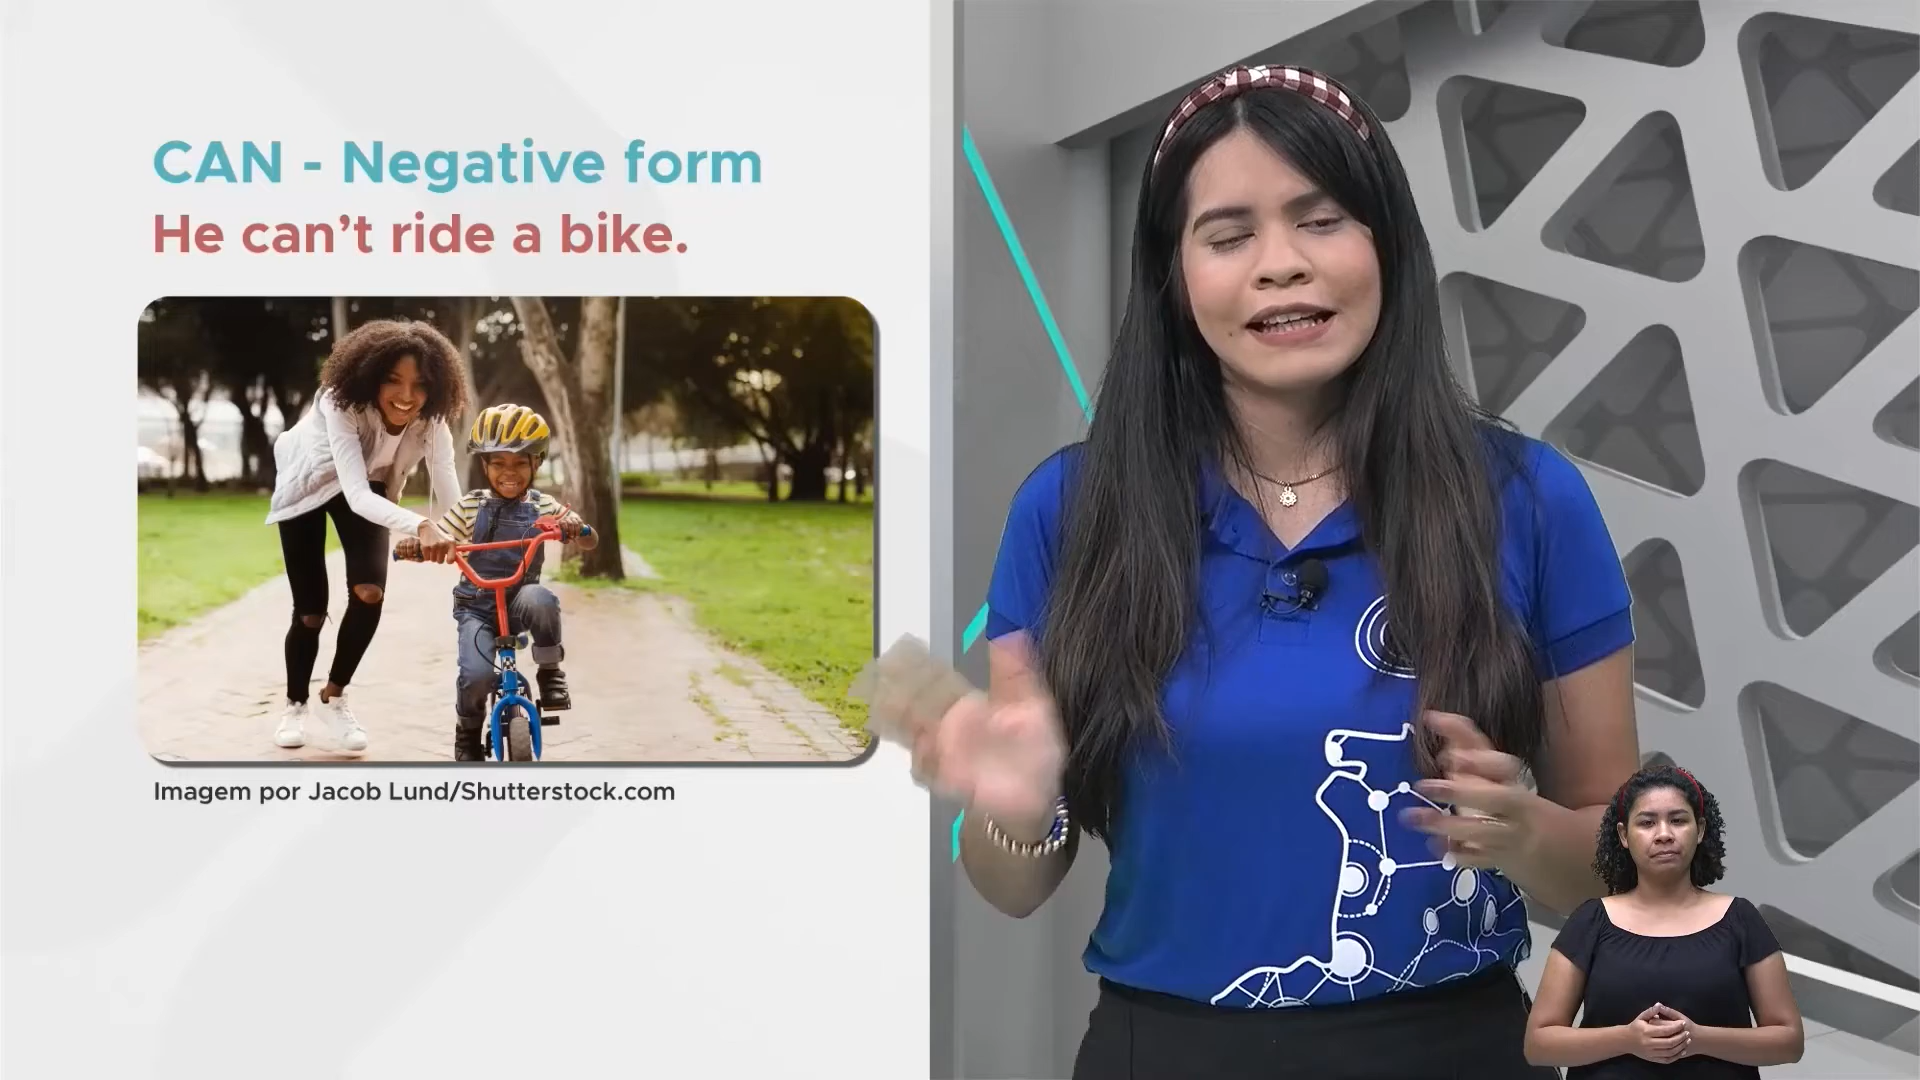 CAN - Negative form
He can’t ride a bike.
Imagem por Jacob Lund/Shutterstock.com